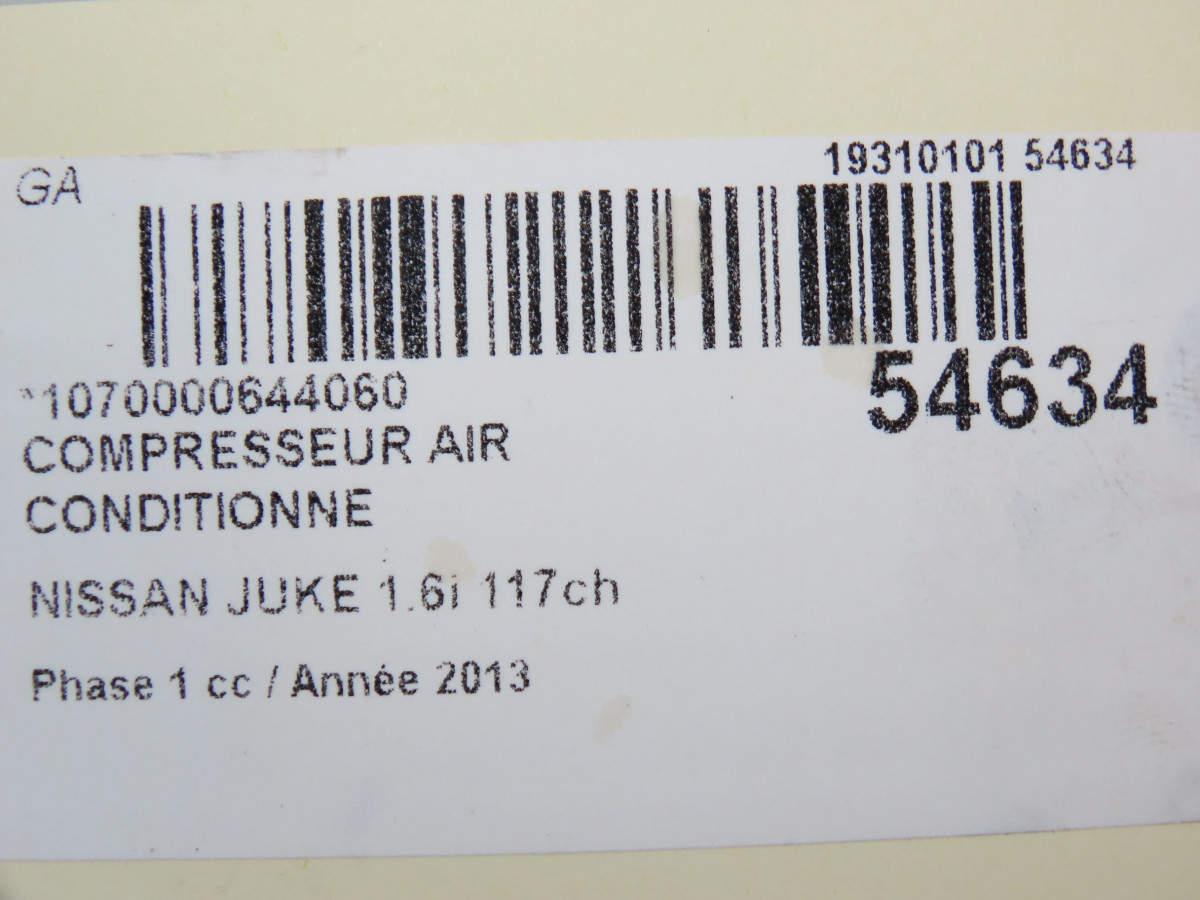 GA
19310101 54634
*1070000644060
54634
COMPRESSEUR AIR
CONDITIONNE
NISSAN JUKE 1.6i 117ch
Phase 1 cc / Année 2013